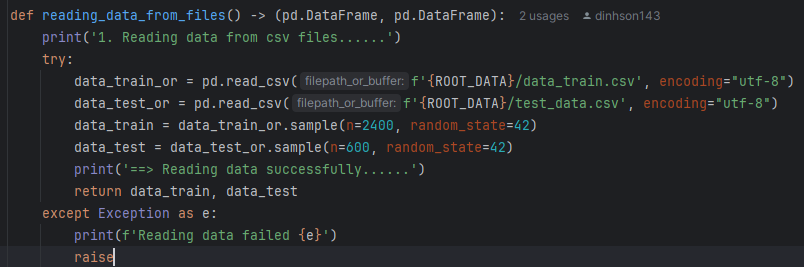 def reading_data_from_files() -> (pd.DataFrame, pd.DataFrame): 2 usages dinhson143
print('1. Reading data from csv files......')
try:
data_train_or = pd.read_csv( filepath_or_buffer: f'{ROOT_DATA}/data_train.csv', encoding="utf-8")
data_test_or = pd.read_csv( filepath_or_buffer: f'{ROOT_DATA}/test_data.csv', encoding="utf-8")
data_train = data_train_or.sample(n=2400, random_state=42)
data_test = data_test_or.sample(n=600, random_state=42)
print('==> Reading data successfully......')
return data_train, data_test
except Exception as e:
print(f'Reading data failed {e}')
raise